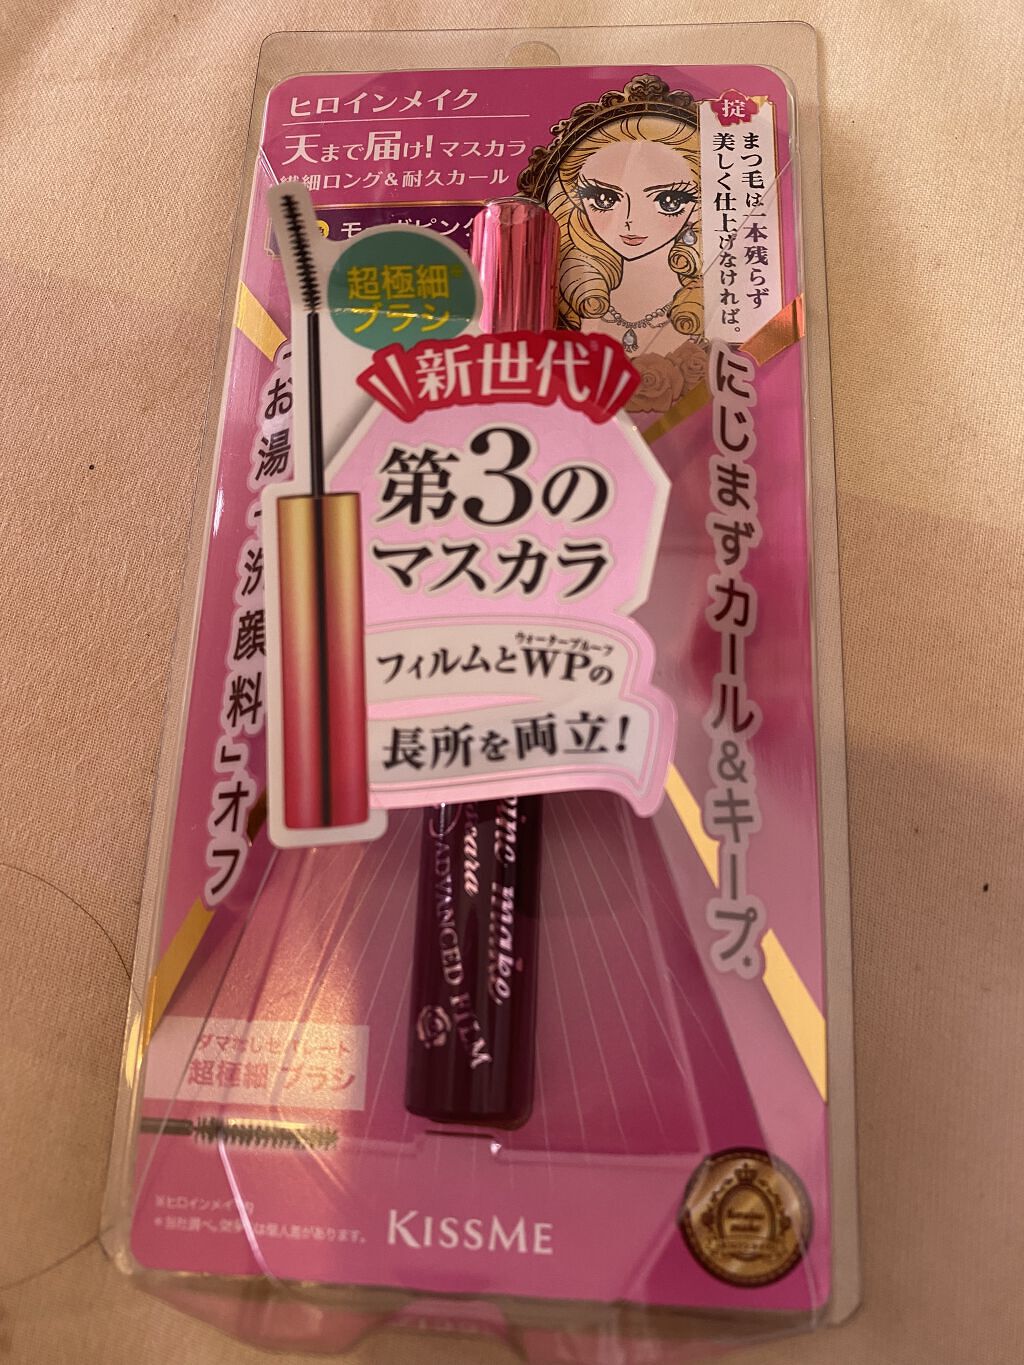 ヒロインメイク
天まで届け！マスカラ
繊細ロング＆耐久カール
掟
まつ毛は一本残らず
美しく仕上げなければ。
超極細※
ブラシ
新世代
第3の
マスカラ
フィルムとWPの
ウォータープルーフ
長所を両立！
にじまずカール＆キープ*
「お湯＋洗顔料」オフ
make
ADVANCED FILM
超極細ブラシ
KISSME